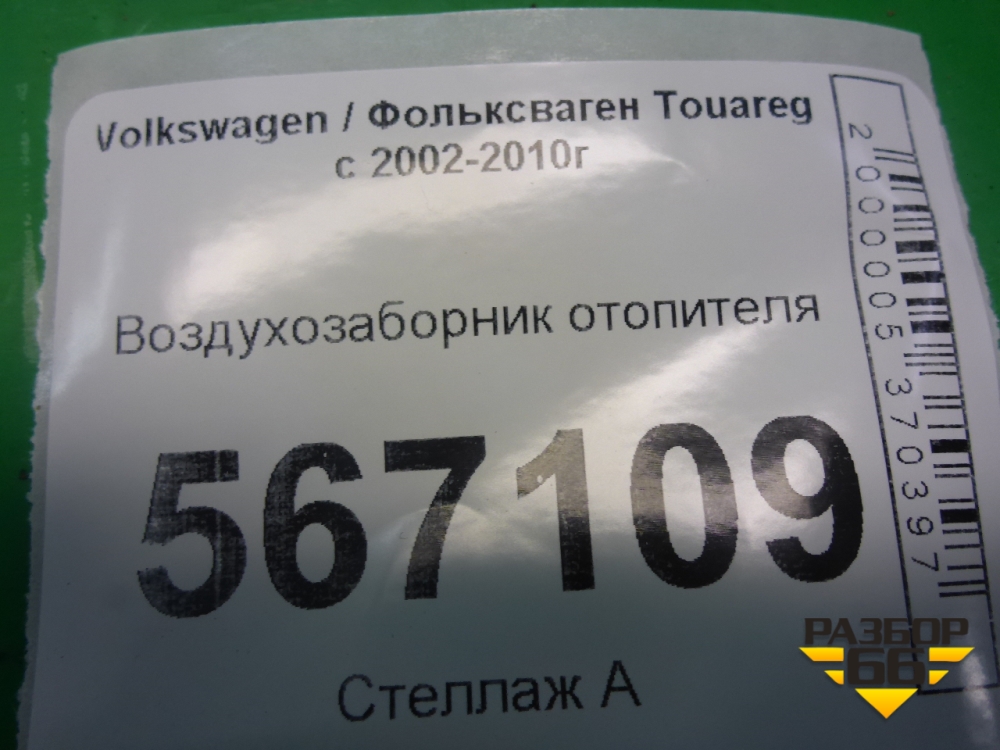 Volkswagen / Фольксваген Touareg
с 2002-2010г
Воздухозаборник отопителя
567109
Стеллаж А
2000005370397
РАЗБОР
66